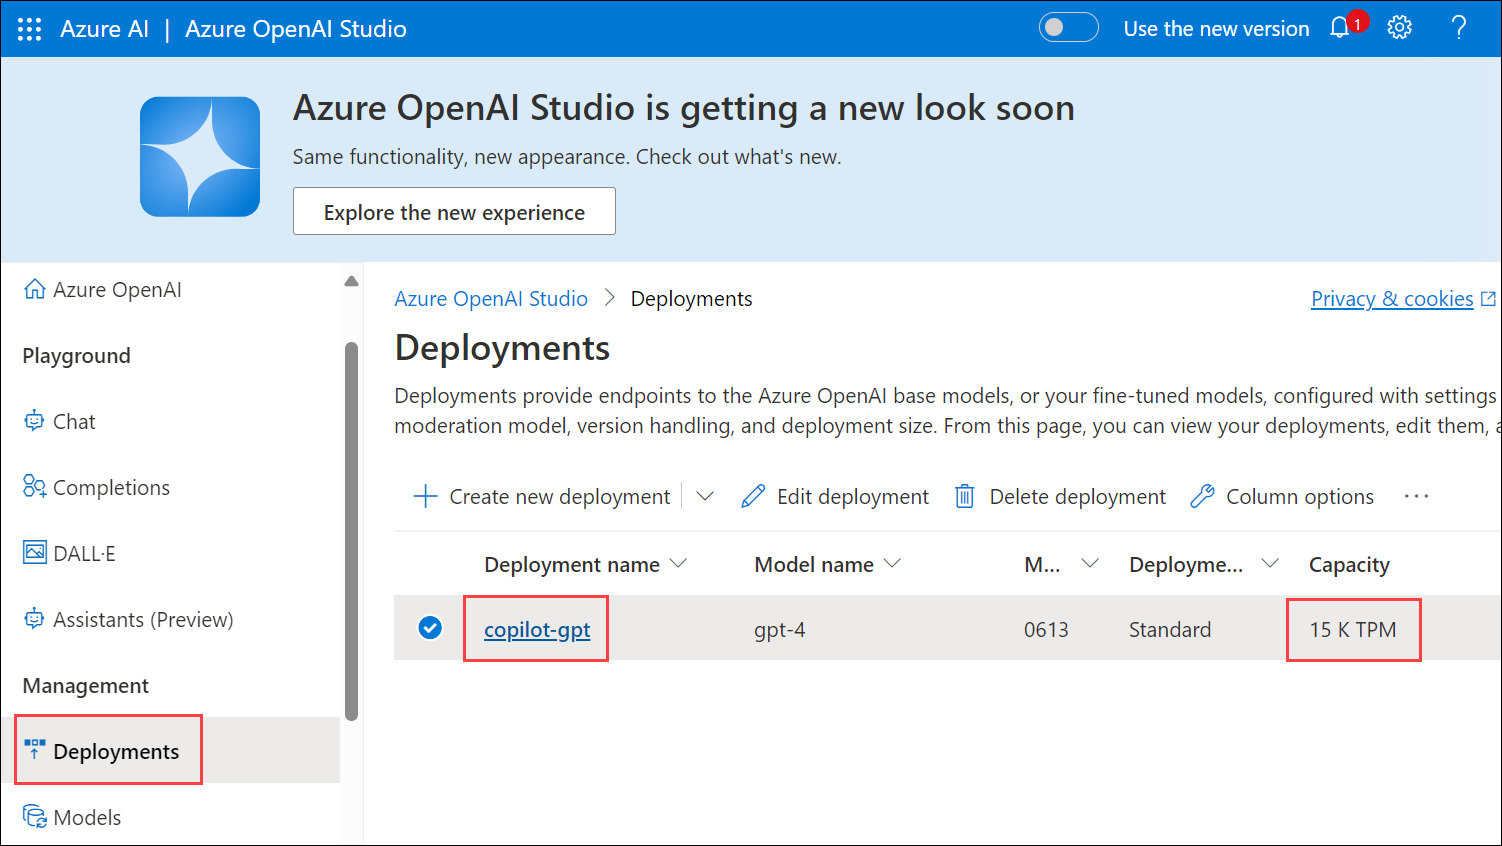 Azure AI | Azure OpenAI Studio
Use the new version
1
?
Azure OpenAI Studio is getting a new look soon
Same functionality, new appearance. Check out what's new.
Explore the new experience
Azure OpenAI
Playground
Chat
Completions
DALL·E
Assistants (Preview)
Management
Deployments
Models
Azure OpenAI Studio > Deployments
Privacy & cookies
Deployments
Deployments provide endpoints to the Azure OpenAI base models, or your fine-tuned models, configured with settings
moderation model, version handling, and deployment size. From this page, you can view your deployments, edit them, a
Create new deployment
Edit deployment
Delete deployment
Column options
...
Deployment name
Model name
M...
Deployme...
Capacity
copilot-gpt
gpt-4
0613
Standard
15 K TPM